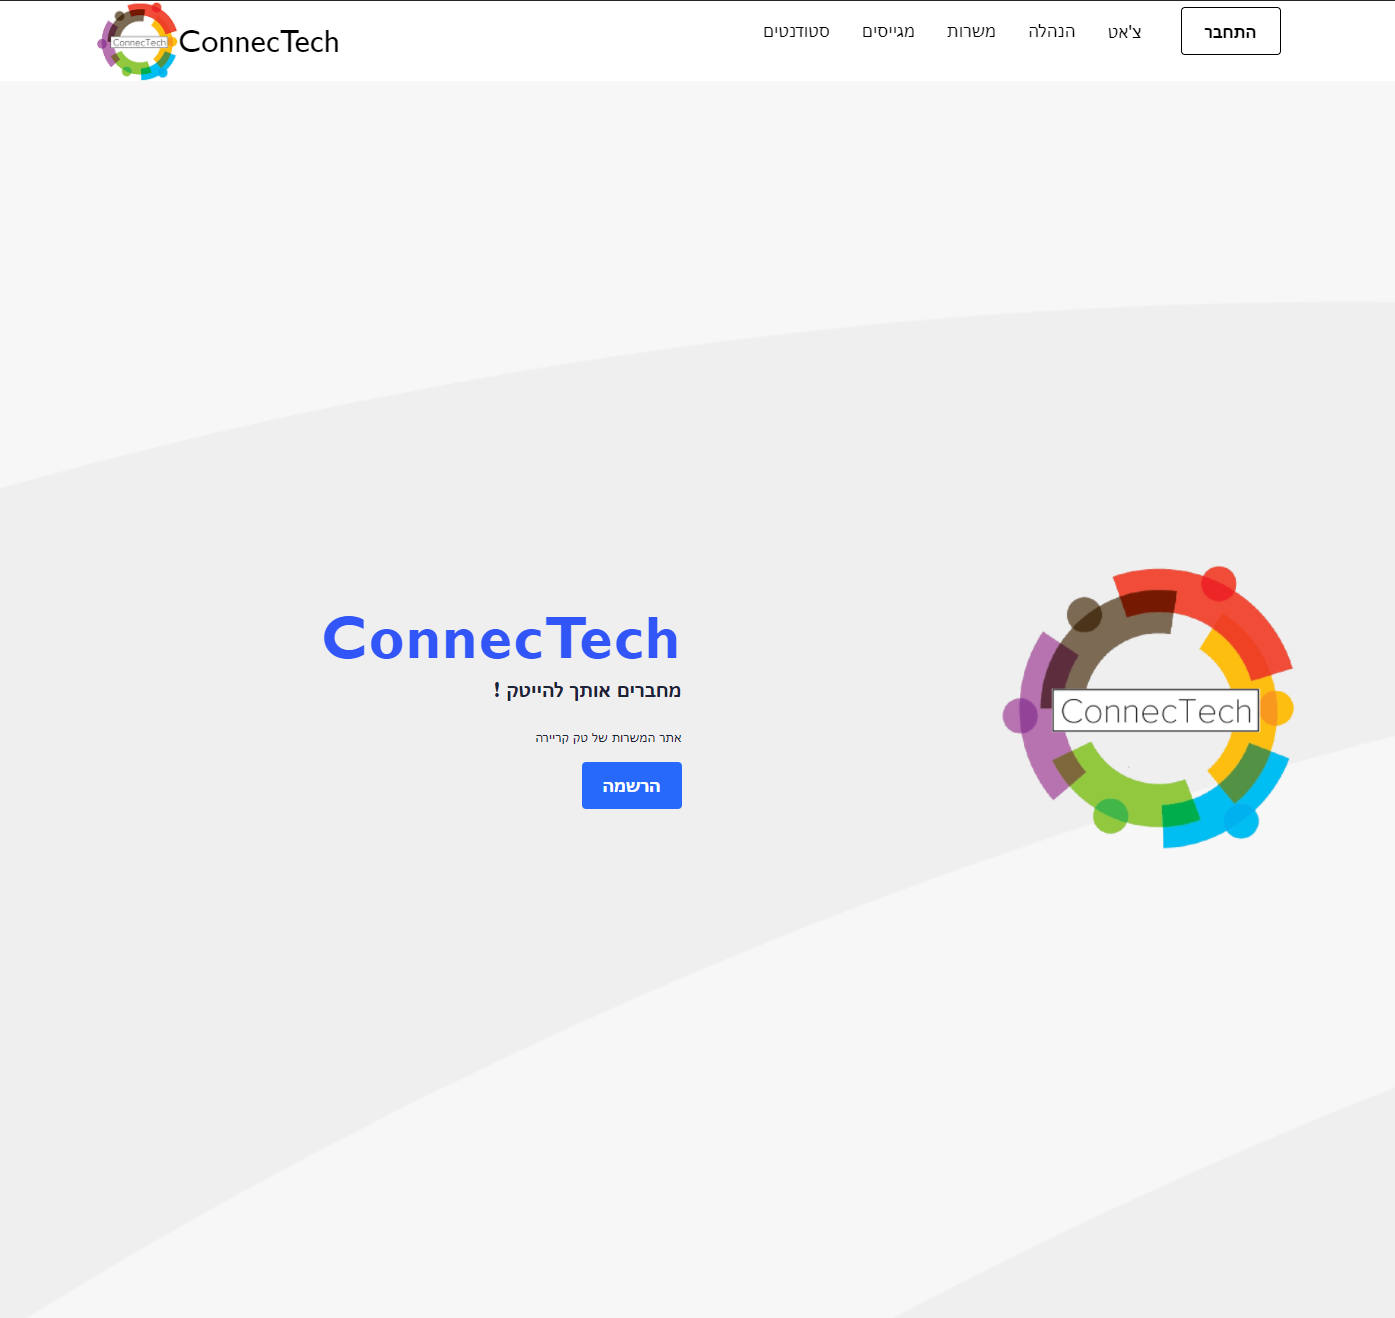 ConnecTech
ConnecTech
התחבר
צ'אט
הנהלה
משרות
מגייסים
סטודנטים
ConnecTech
מחברים אותך להייטק !
אתר המשרות של טק קריירה
הרשמה
ConnecTech